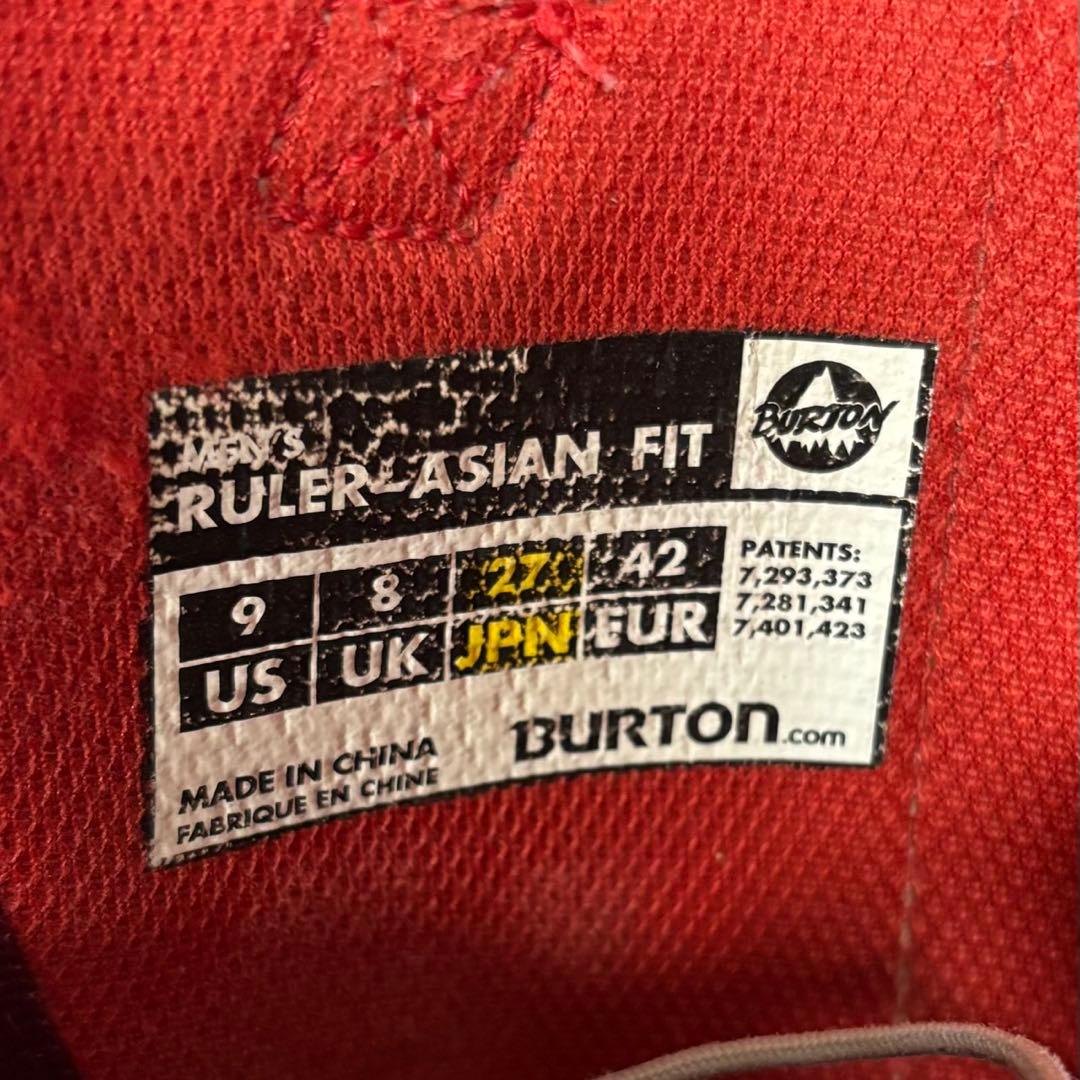 MEN'S
RULER-ASIAN FIT
BURTON
9 8 27 42
US UK JPN EUR
PATENTS:
7,293,373
7,281,341
7,401,423
BURTON.com
MADE IN CHINA
FABRIQUE EN CHINE